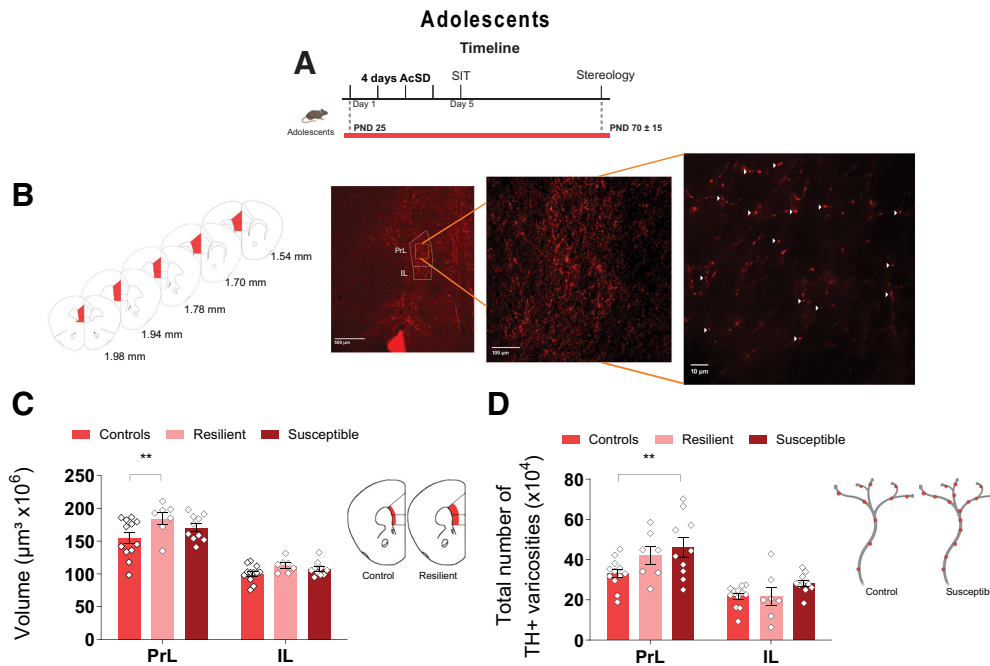 Adolescents
Timeline
A
4 days AcSD
SIT
Stereology
Day 1
Day 5
Adolescents
PND 25
PND 70 ± 15
B
1.54 mm
1.70 mm
1.78 mm
1.94 mm
1.98 mm
PrL
IL
500 µm
100 µm
10 µm
C
Controls Resilient Susceptible
Volume (µm³ x10⁶)
250
200
150
100
50
0
**
PrL IL
Control Resilient
D
Controls Resilient Susceptible
Total number of
TH+ varicosities (x10⁴)
80
60
40
20
0
**
PrL IL
Control Susceptibl